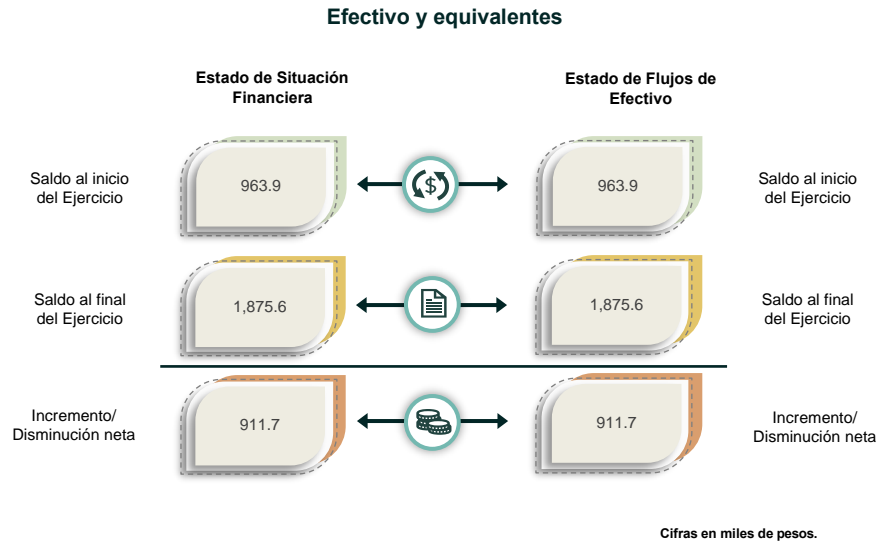 Efectivo y equivalentes
Estado de Situación
Financiera
Estado de Flujos de
Efectivo
Saldo al inicio
del Ejercicio
963.9
$
963.9
Saldo al inicio
del Ejercicio
Saldo al final
del Ejercicio
1,875.6
1,875.6
Saldo al final
del Ejercicio
Incremento/
Disminución neta
911.7
911.7
Incremento/
Disminución neta
Cifras en miles de pesos.